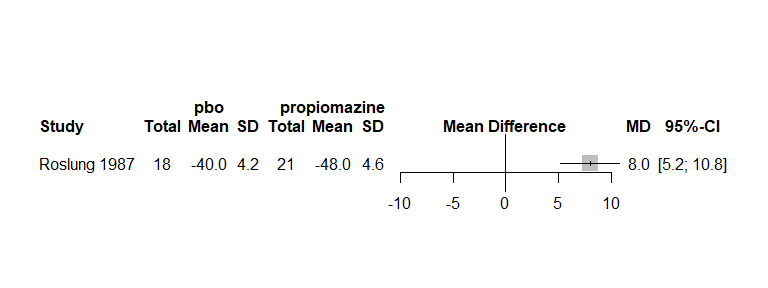 pbo propiomazine
Study Total Mean SD Total Mean SD Mean Difference MD 95%-CI
Roslung 1987 18 -40.0 4.2 21 -48.0 4.6 8.0 [5.2; 10.8]
-10 -5 0 5 10